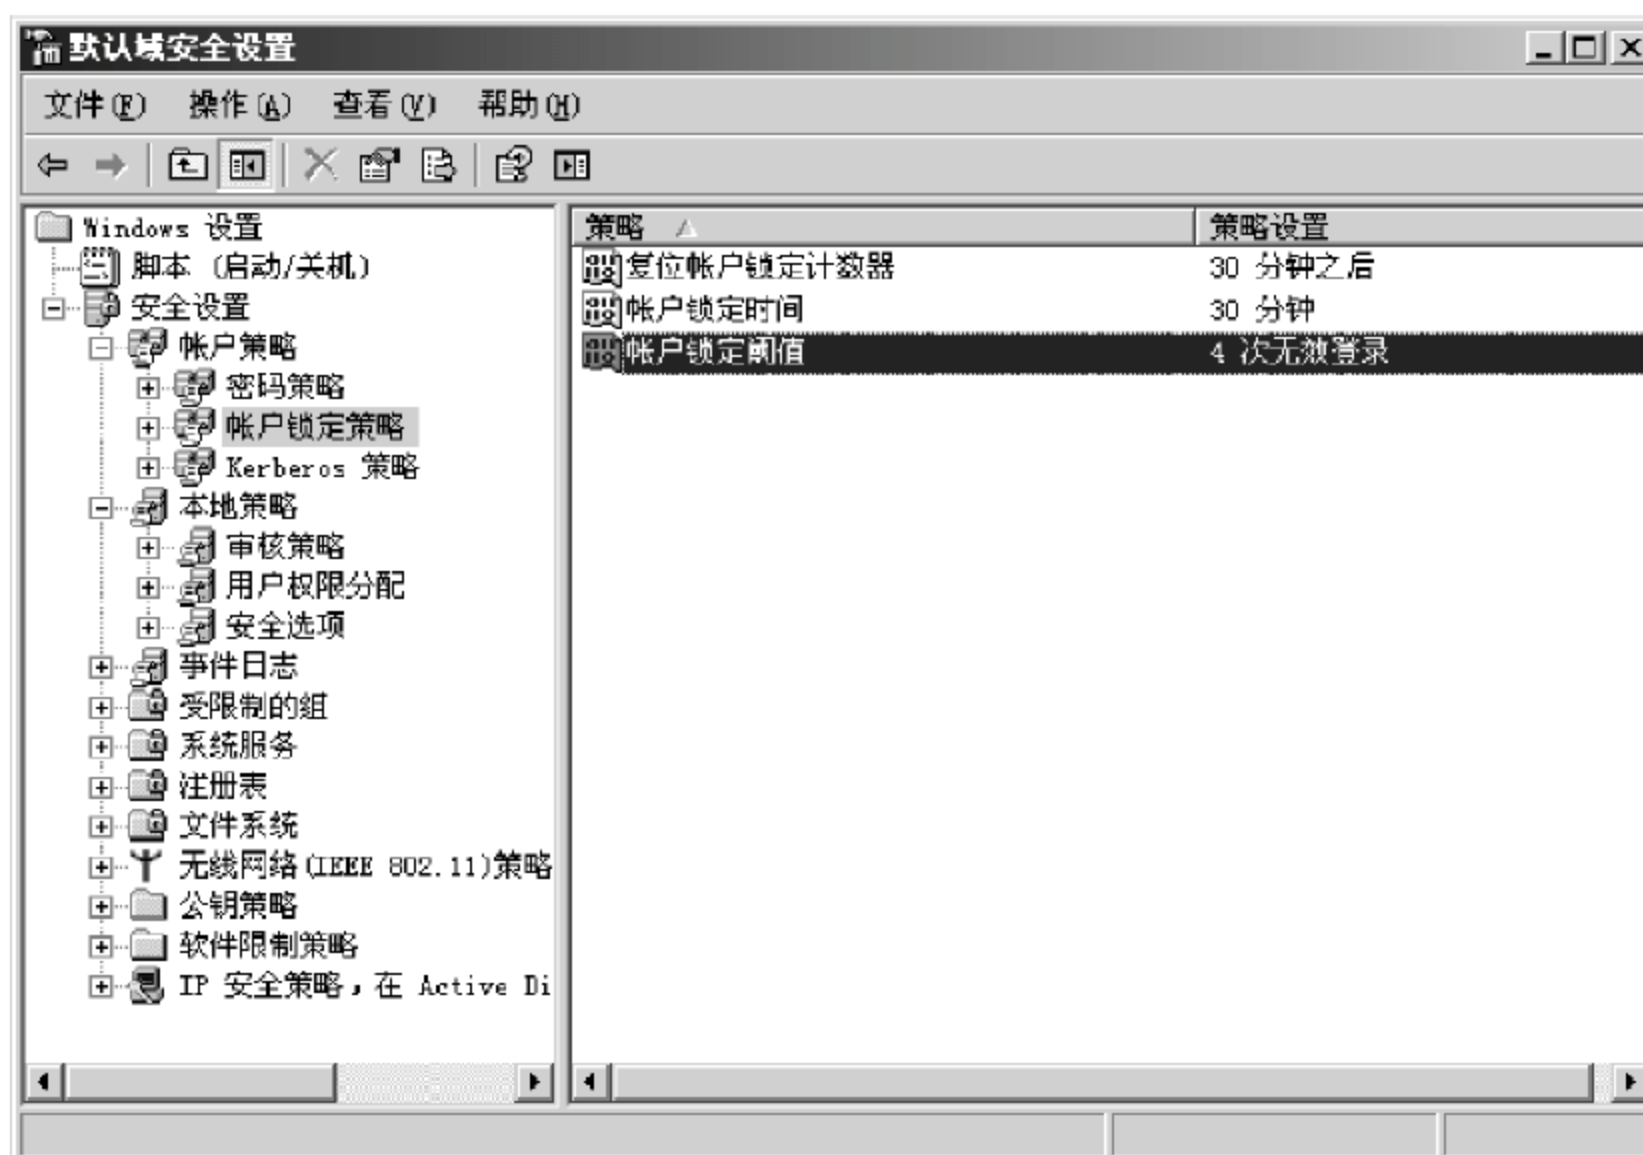 默认域安全设置
文件(F) 操作(A) 查看(V) 帮助(H)
Windows 设置
脚本 (启动/关机)
安全设置
帐户策略
密码策略
帐户锁定策略
Kerberos 策略
本地策略
审核策略
用户权限分配
安全选项
事件日志
受限制的组
系统服务
注册表
文件系统
无线网络(IEEE 802.11)策略
公钥策略
软件限制策略
IP 安全策略，在 Active Di
策略 策略设置
复位帐户锁定计数器 30 分钟之后
帐户锁定时间 30 分钟
帐户锁定阈值 4 次无效登录